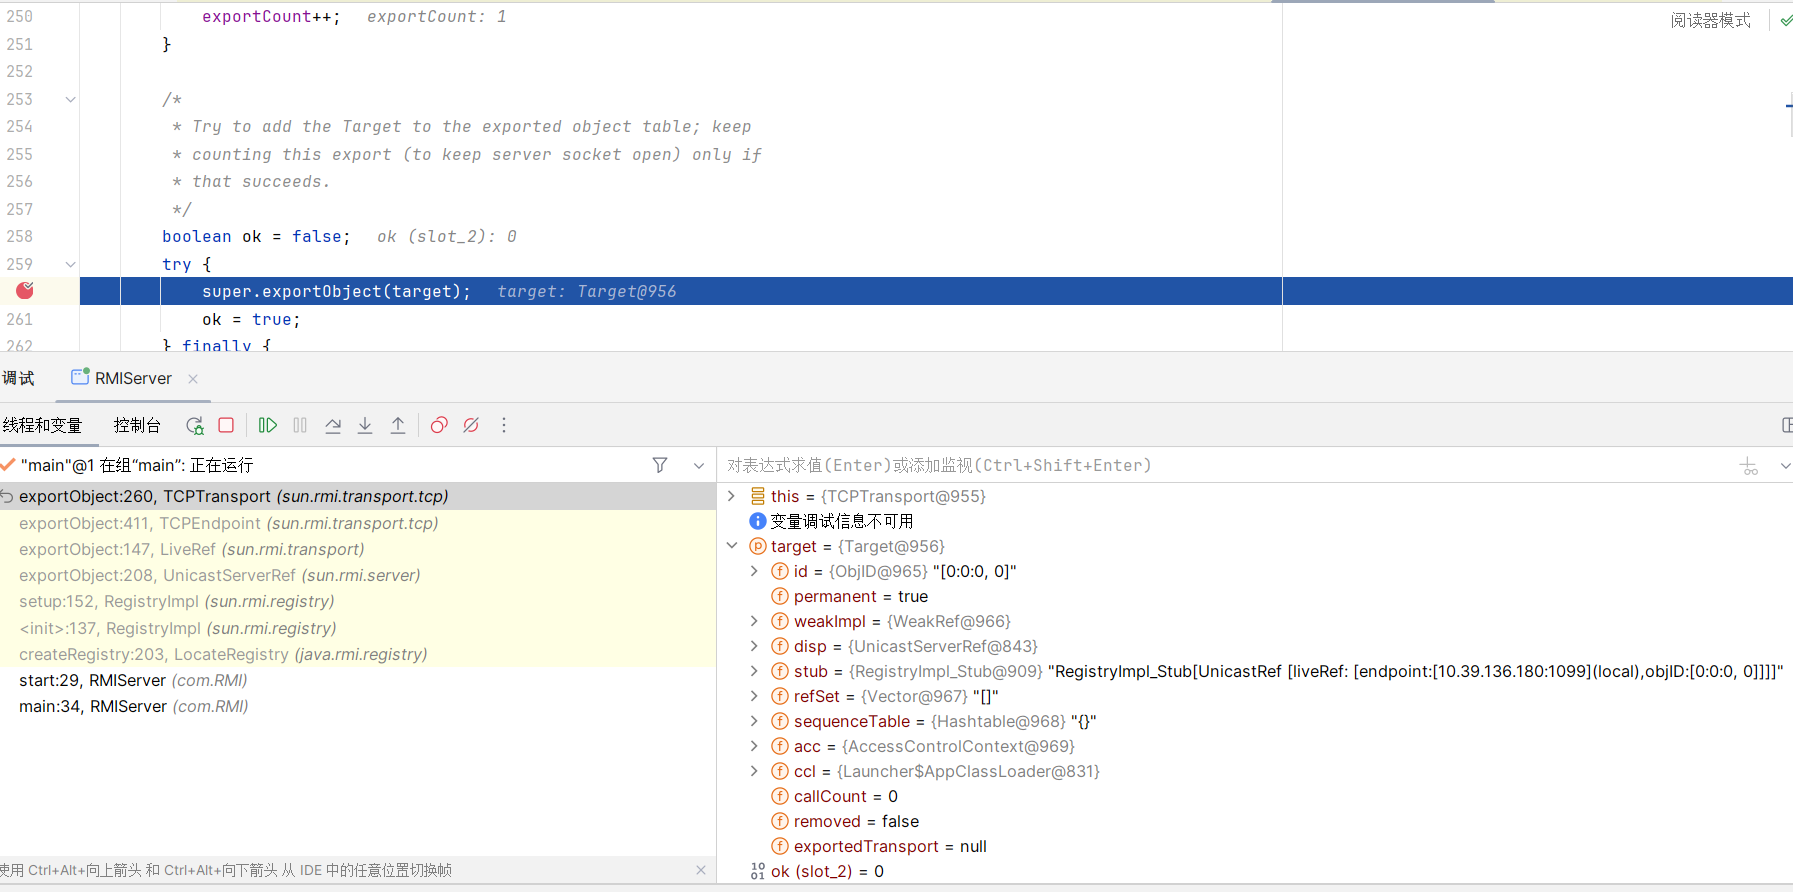 250 exportCount++; exportCount: 1
阅读器模式
251 }
252
253 /*
254 * Try to add the Target to the exported object table; keep
255 * counting this export (to keep server socket open) only if
256 * that succeeds.
257 */
258 boolean ok = false; ok (slot_2): 0
259 try {
super.exportObject(target); target: Target@956
261 ok = true;
262 } finally {
调试 RMIServer
线程和变量 控制台
"main"@1 在组“main”: 正在运行
exportObject:260, TCPTransport (sun.rmi.transport.tcp)
exportObject:411, TCPEndpoint (sun.rmi.transport.tcp)
exportObject:147, LiveRef (sun.rmi.transport)
exportObject:208, UnicastServerRef (sun.rmi.server)
setup:152, RegistryImpl (sun.rmi.registry)
<init>:137, RegistryImpl (sun.rmi.registry)
createRegistry:203, LocateRegistry (java.rmi.registry)
start:29, RMIServer (com.RMI)
main:34, RMIServer (com.RMI)
使用 Ctrl+Alt+向上箭头 和 Ctrl+Alt+向下箭头 从 IDE 中的任意位置切换帧
对表达式求值(Enter)或添加监视(Ctrl+Shift+Enter)
this = {TCPTransport@955}
变量调试信息不可用
target = {Target@956}
id = {ObjID@965} "[0:0:0, 0]"
permanent = true
weakImpl = {WeakRef@966}
disp = {UnicastServerRef@843}
stub = {RegistryImpl_Stub@909} "RegistryImpl_Stub[UnicastRef [liveRef: [endpoint:[10.39.136.180:1099](local),objID:[0:0:0, 0]]]]"
refSet = {Vector@967} "[]"
sequenceTable = {Hashtable@968} "{}"
acc = {AccessControlContext@969}
ccl = {Launcher$AppClassLoader@831}
callCount = 0
removed = false
exportedTransport = null
ok (slot_2) = 0